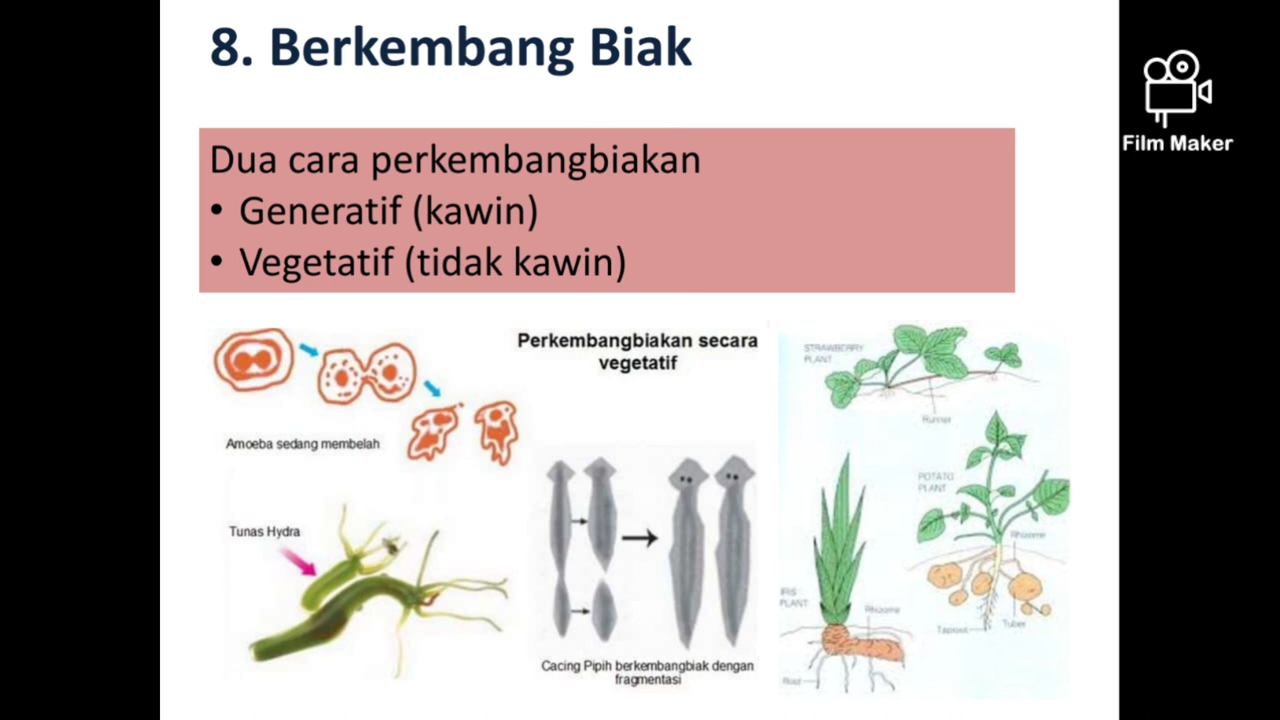 8. Berkembang Biak
Film Maker
Dua cara perkembangbiakan
• Generatif (kawin)
• Vegetatif (tidak kawin)
Perkembangbiakan secara
vegetatif
Amoeba sedang membelah
Tunas Hydra
Cacing Pipih berkembangbiak dengan
fragmentasi
STRAWBERRY
PLANT
Runner
POTATO
PLANT
Rhizome
IRIS
PLANT
Rhizome
Taproot
Tuber
Root